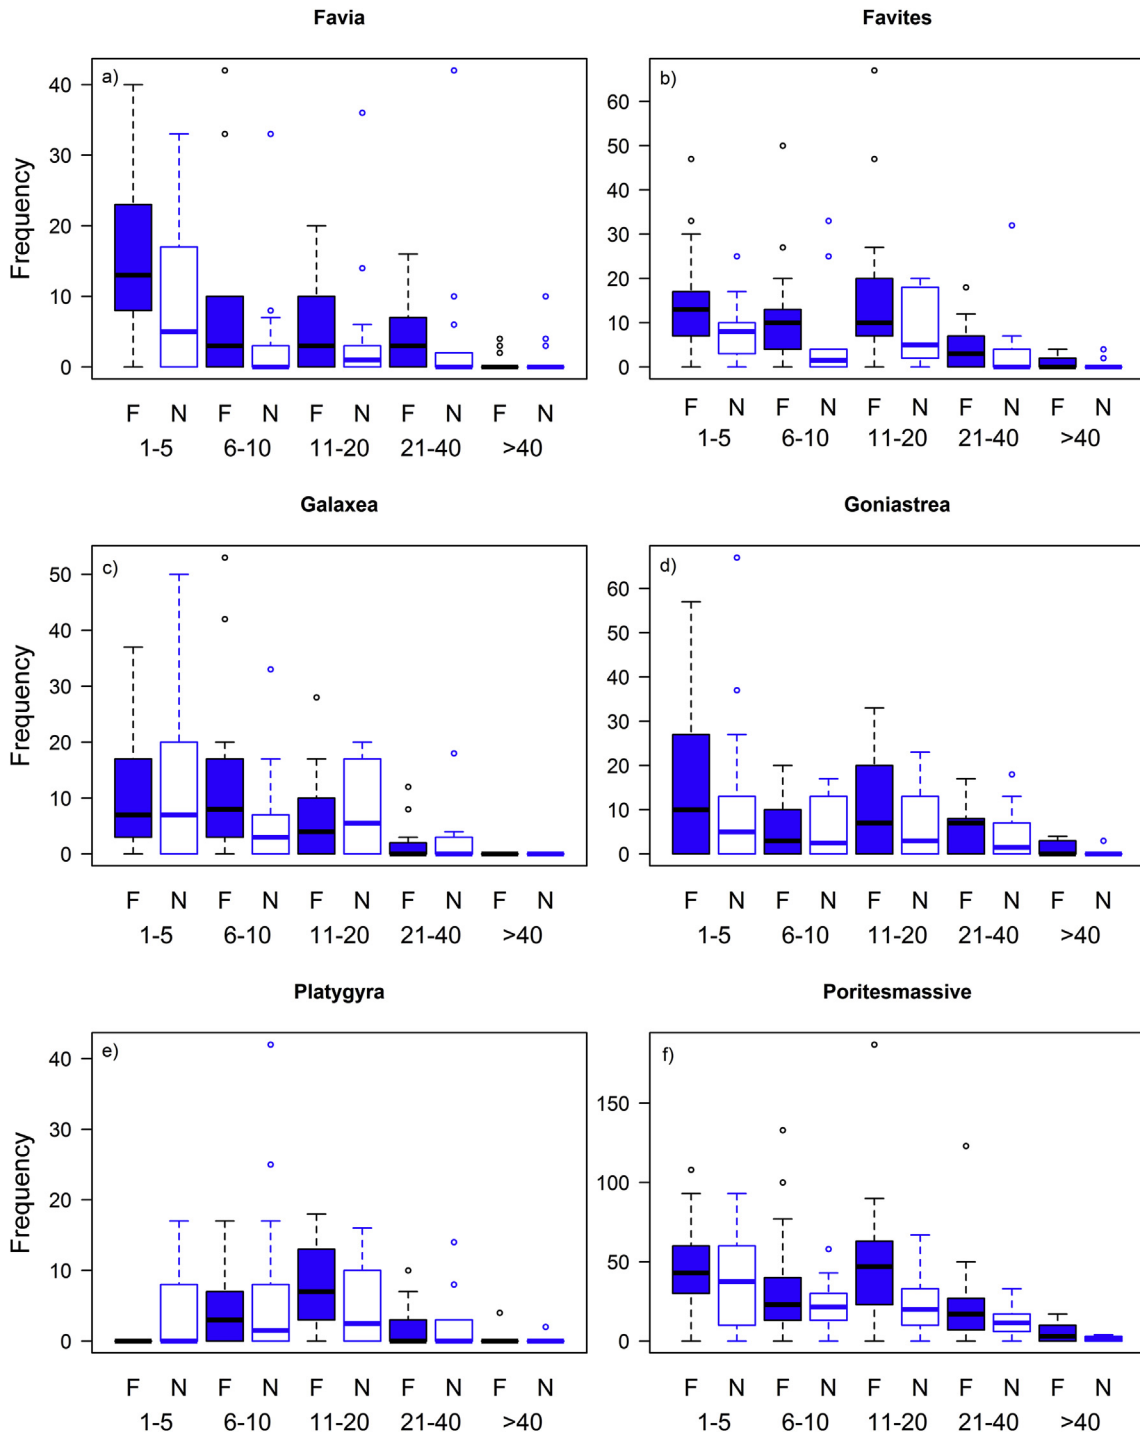 Favia
a)
Frequency
40
30
20
10
0
F N F N F N F N F N
1-5 6-10 11-20 21-40 >40
Favites
b)
60
50
40
30
20
10
0
F N F N F N F N F N
1-5 6-10 11-20 21-40 >40
Galaxea
c)
Frequency
50
40
30
20
10
0
F N F N F N F N F N
1-5 6-10 11-20 21-40 >40
Goniastrea
d)
60
50
40
30
20
10
0
F N F N F N F N F N
1-5 6-10 11-20 21-40 >40
Platygyra
e)
Frequency
40
30
20
10
0
F N F N F N F N F N
1-5 6-10 11-20 21-40 >40
Poritesmassive
f)
150
100
50
0
F N F N F N F N F N
1-5 6-10 11-20 21-40 >40